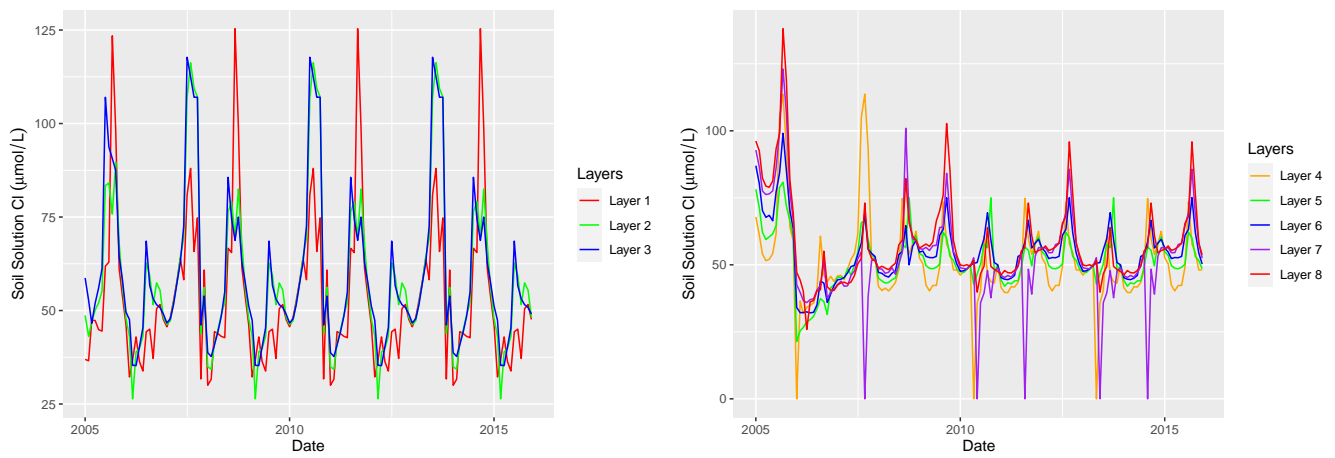 Soil Solution Cl (μmol/L)
125
100
75
50
25
2005
2010
2015
Date
Layers
Layer 1
Layer 2
Layer 3
Soil Solution Cl (μmol/L)
100
50
0
2005
2010
2015
Date
Layers
Layer 4
Layer 5
Layer 6
Layer 7
Layer 8